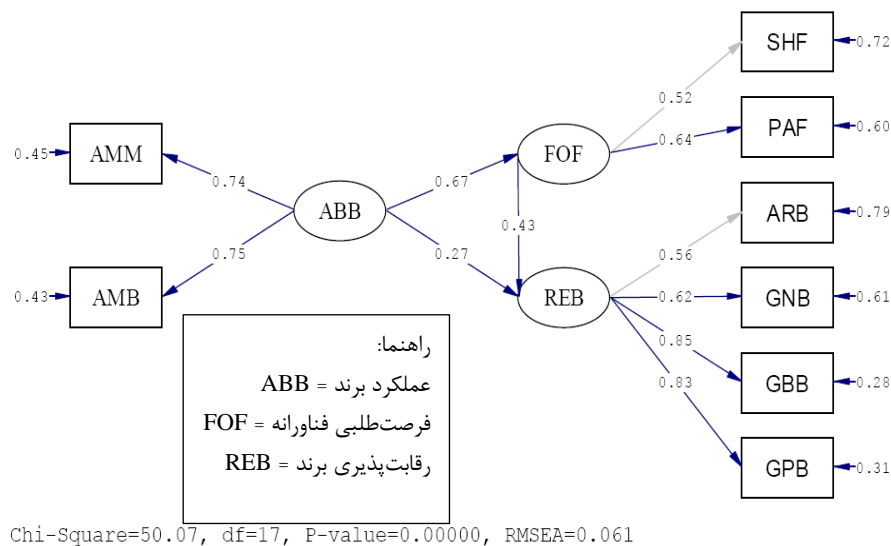 SHF
0.72
0.52
PAF
0.60
0.64
FOF
0.45
AMM
0.74
0.67
ABB
ARB
0.79
0.43
0.56
0.75
0.27
0.43
AMB
REB
0.62
GNB
0.61
0.85
GBB
0.28
0.83
GPB
0.31
راهنما:
عملکرد برند = ABB
فرصت‌طلبی فناورانه = FOF
رقابت‌پذیری برند = REB
Chi-Square=50.07, df=17, P-value=0.00000, RMSEA=0.061